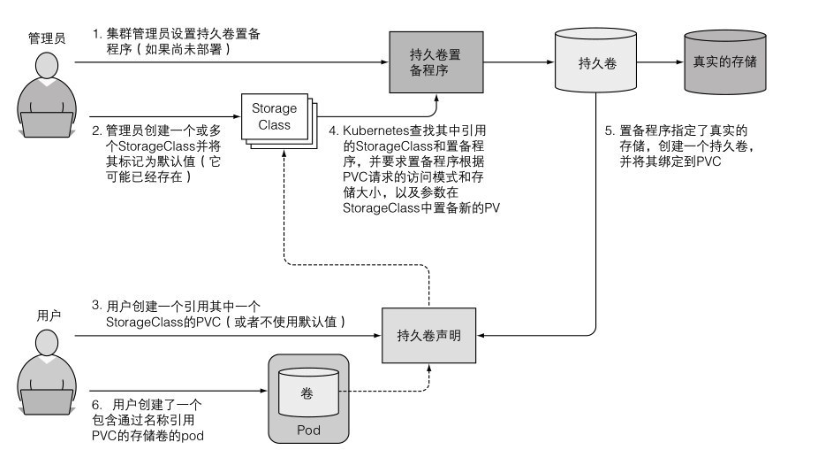 管理员
1. 集群管理员设置持久卷置备
程序（如果尚未部署）
持久卷置
备程序
持久卷
真实的存储
2. 管理员创建一个或多
个StorageClass并将
其标记为默认值（它
可能已经存在）
Storage
Class
4. Kubernetes查找其中引用
的StorageClass和置备程
序，并要求置备程序根据
PVC请求的访问模式和存
储大小，以及参数在
StorageClass中置备新的PV
5. 置备程序指定了真实的
存储，创建一个持久卷，
并将其绑定到PVC
用户
3. 用户创建一个引用其中一个
StorageClass的PVC（或者不使用默认值）
持久卷声明
6. 用户创建了一个
包含通过名称引用
PVC的存储卷的pod
卷
Pod